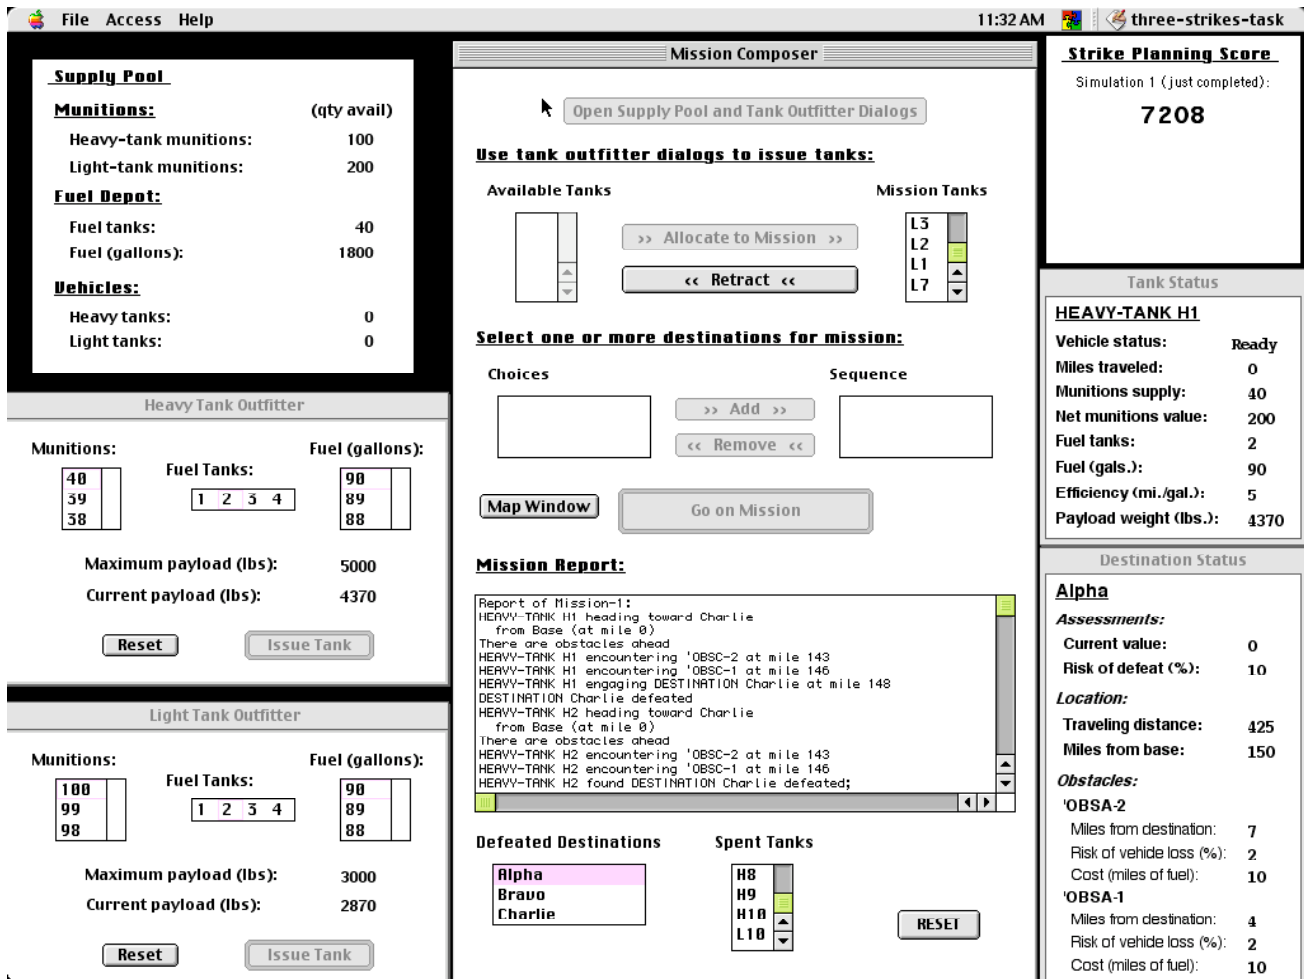 File Access Help
11:32 AM
three-strikes-task
Supply Pool
Munitions: (qty avail)
Heavy-tank munitions: 100
Light-tank munitions: 200
Fuel Depot:
Fuel tanks: 40
Fuel (gallons): 1800
Vehicles:
Heavy tanks: 0
Light tanks: 0
Heavy Tank Outfitter
Munitions: Fuel Tanks: Fuel (gallons):
40
39
38
1 2 3 4
90
89
88
Maximum payload (lbs): 5000
Current payload (lbs): 4370
Reset Issue Tank
Light Tank Outfitter
Munitions: Fuel Tanks: Fuel (gallons):
100
99
98
1 2 3 4
90
89
88
Maximum payload (lbs): 3000
Current payload (lbs): 2870
Reset Issue Tank
Mission Composer
Open Supply Pool and Tank Outfitter Dialogs
Use tank outfitter dialogs to issue tanks:
Available Tanks Mission Tanks
>> Allocate to Mission >>
<< Retract <<
L3
L2
L1
L7
Select one or more destinations for mission:
Choices Sequence
>> Add >>
<< Remove <<
Map Window Go on Mission
Mission Report:
Report of Mission-1:
HEAVY-TANK H1 heading toward Charlie
from Base (at mile 0)
There are obstacles ahead
HEAVY-TANK H1 encountering 'OBSC-2 at mile 143
HEAVY-TANK H1 encountering 'OBSC-1 at mile 146
HEAVY-TANK H1 engaging DESTINATION Charlie at mile 148
DESTINATION Charlie defeated
HEAVY-TANK H2 heading toward Charlie
from Base (at mile 0)
There are obstacles ahead
HEAVY-TANK H2 encountering 'OBSC-2 at mile 143
HEAVY-TANK H2 encountering 'OBSC-1 at mile 146
HEAVY-TANK H2 found DESTINATION Charlie defeated;
Defeated Destinations Spent Tanks
Alpha
Bravo
Charlie
H8
H9
H10
L10
RESET
Strike Planning Score
Simulation 1 (just completed):
7208
Tank Status
HEAVY-TANK H1
Vehicle status: Ready
Miles traveled: 0
Munitions supply: 40
Net munitions value: 200
Fuel tanks: 2
Fuel (gals.): 90
Efficiency (mi./gal.): 5
Payload weight (lbs.): 4370
Destination Status
Alpha
Assessments:
Current value: 0
Risk of defeat (%): 10
Location:
Traveling distance: 425
Miles from base: 150
Obstacles:
'OBSA-2
Miles from destination: 7
Risk of vehicle loss (%): 2
Cost (miles of fuel): 10
'OBSA-1
Miles from destination: 4
Risk of vehicle loss (%): 2
Cost (miles of fuel): 10